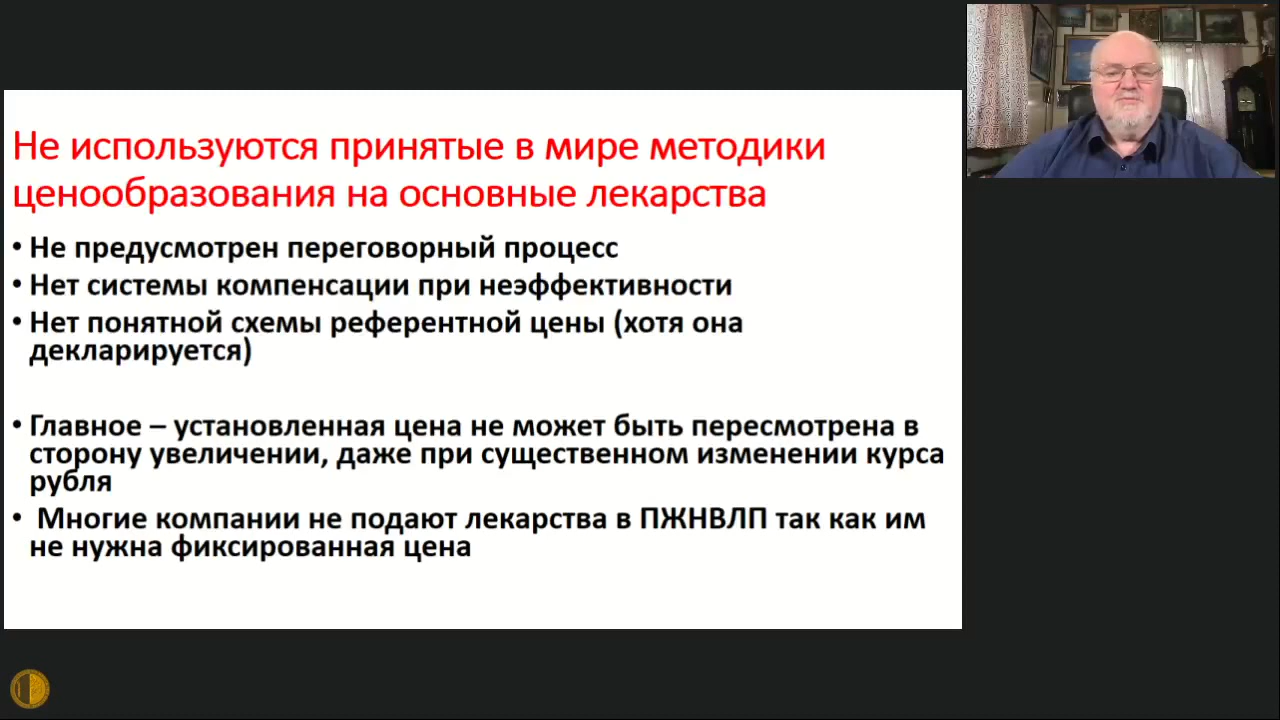 Не используются принятые в мире методики
ценообразования на основные лекарства
• Не предусмотрен переговорный процесс
• Нет системы компенсации при неэффективности
• Нет понятной схемы референтной цены (хотя она
декларируется)
• Главное – установленная цена не может быть пересмотрена в
сторону увеличении, даже при существенном изменении курса
рубля
• Многие компании не подают лекарства в ПЖНВЛП так как им
не нужна фиксированная цена